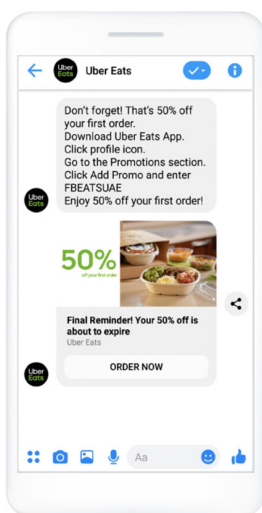 Uber Eats
Uber Eats
Don't forget! That's 50% off
your first order.
Download Uber Eats App.
Click profile icon.
Go to the Promotions section.
Click Add Promo and enter
FBEATSUAE
Enjoy 50% off your first order!
Uber Eats
50%
off your first order
Final Reminder! Your 50% off is
about to expire
Uber Eats
ORDER NOW
Uber Eats
Aa